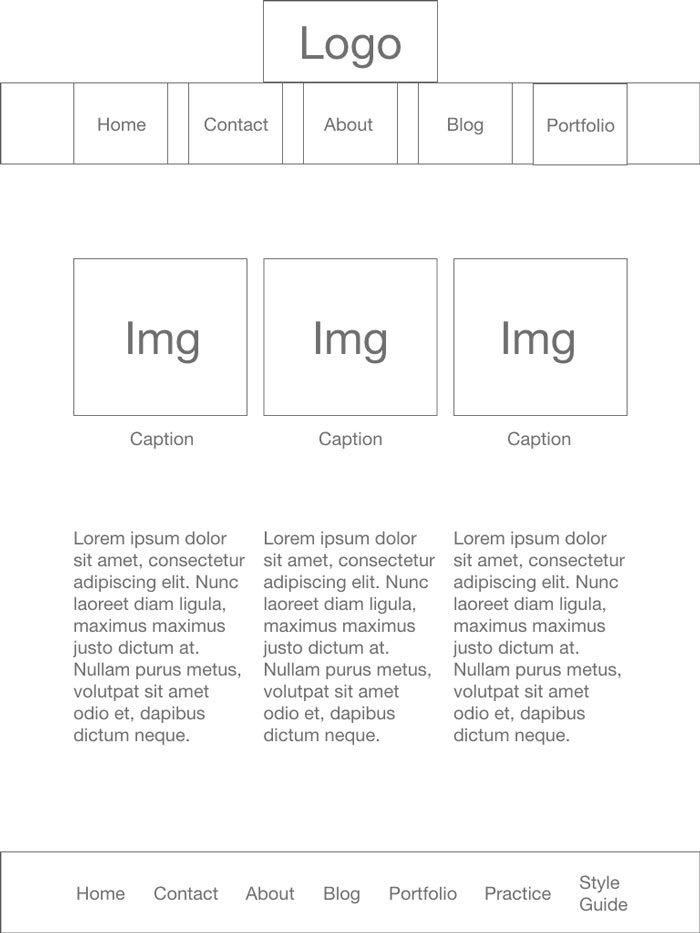 Logo
Home Contact About Blog Portfolio
Img Img Img
Caption Caption Caption
Lorem ipsum dolor
sit amet, consectetur
adipiscing elit. Nunc
laoreet diam ligula,
maximus maximus
justo dictum at.
Nullam purus metus,
volutpat sit amet
odio et, dapibus
dictum neque.
Lorem ipsum dolor
sit amet, consectetur
adipiscing elit. Nunc
laoreet diam ligula,
maximus maximus
justo dictum at.
Nullam purus metus,
volutpat sit amet
odio et, dapibus
dictum neque.
Lorem ipsum dolor
sit amet, consectetur
adipiscing elit. Nunc
laoreet diam ligula,
maximus maximus
justo dictum at.
Nullam purus metus,
volutpat sit amet
odio et, dapibus
dictum neque.
Home Contact About Blog Portfolio Practice Style
Guide